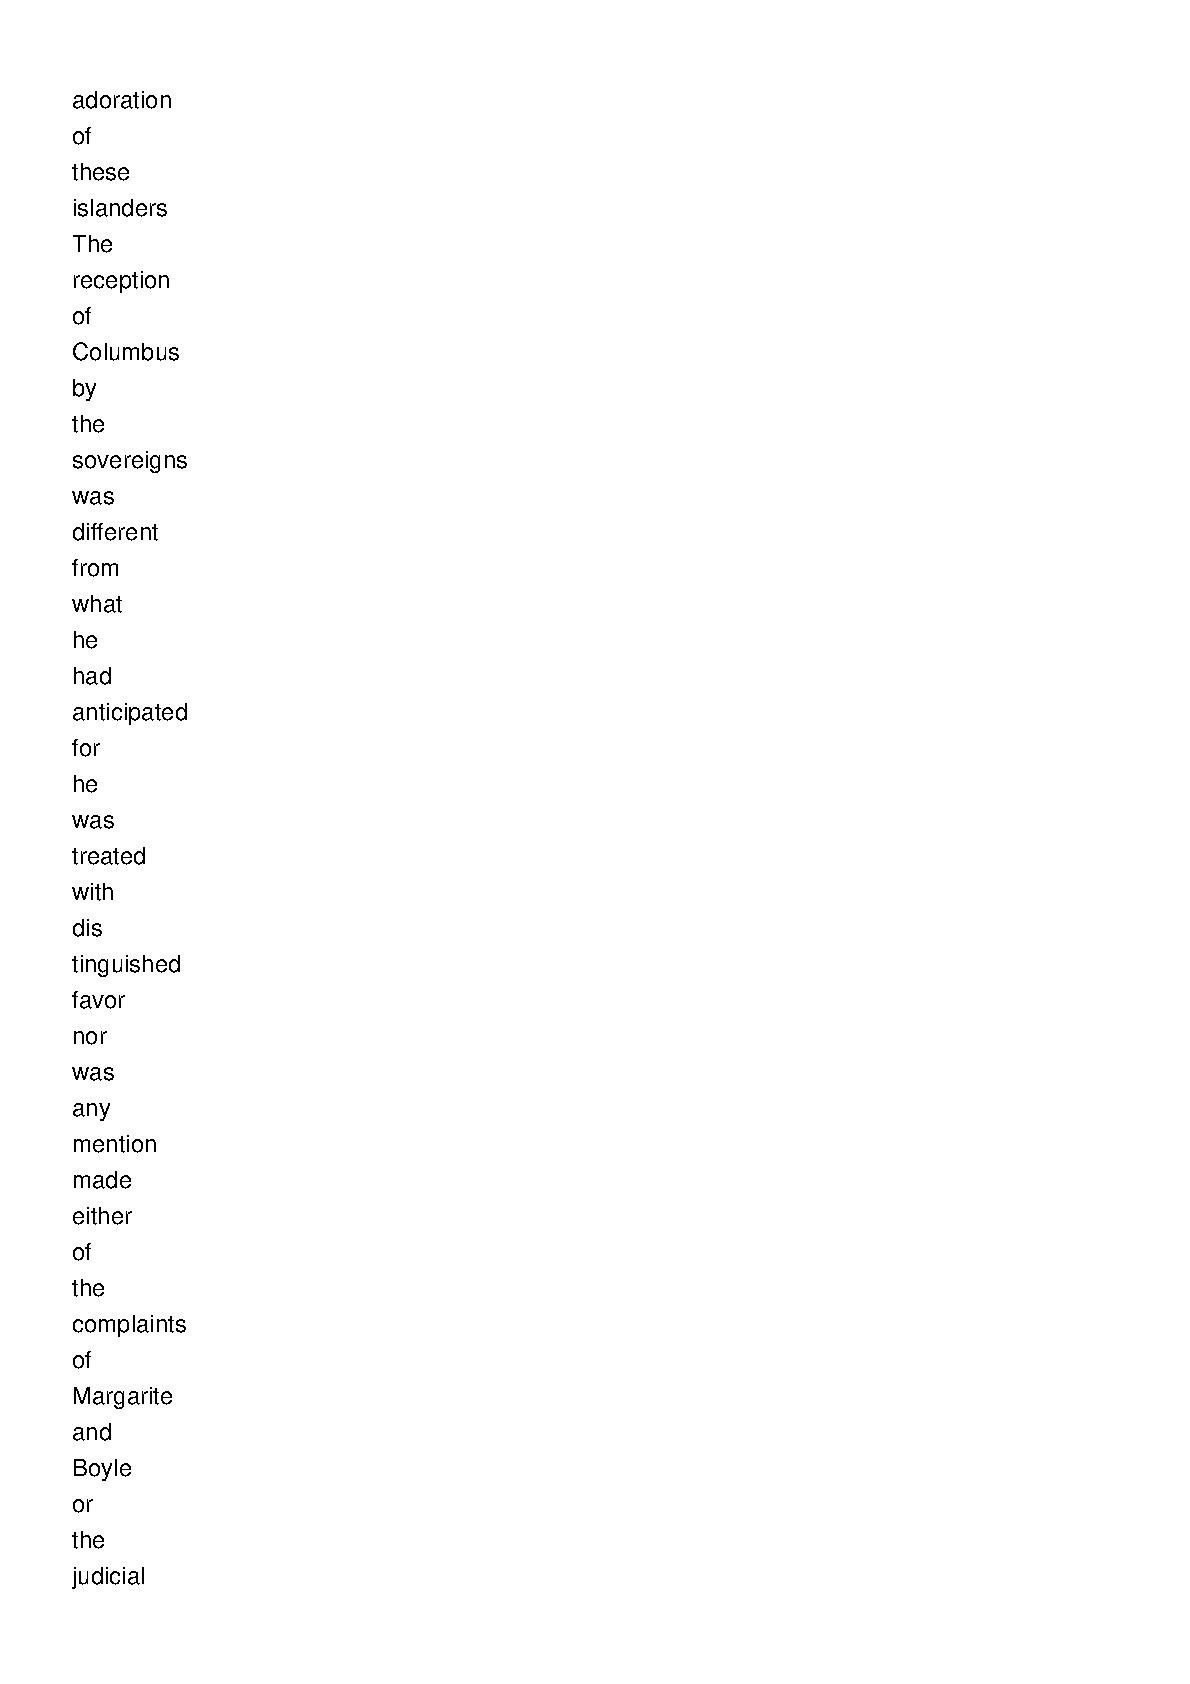 adoration
of
these
islanders
The
reception
of
Columbus
by
the
sovereigns
was
different
from
what
he
had
anticipated
for
he
was
treated
with
dis
tinguished
favor
nor
was
any
mention
made
either
of
the
complaints
of
Margarite
and
Boyle
or
the
judicial